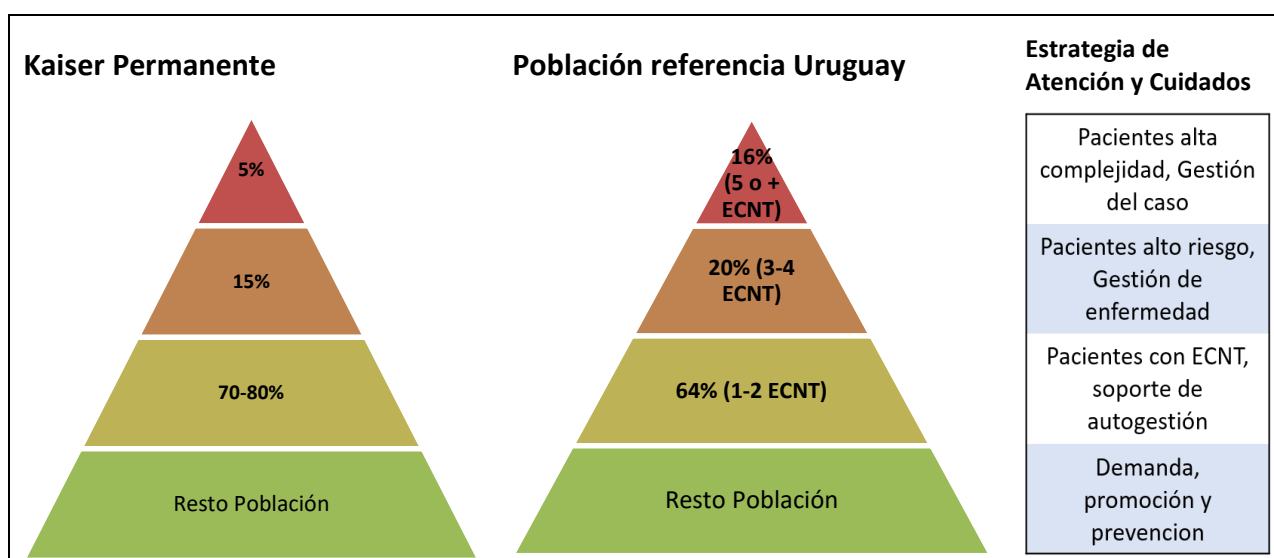 Kaiser Permanente
5%
15%
70-80%
Resto Población
Población referencia Uruguay
16%
(5 o +
ECNT)
20% (3-4
ECNT)
64% (1-2 ECNT)
Resto Población
Estrategia de
Atención y Cuidados
Pacientes alta
complejidad, Gestión
del caso
Pacientes alto riesgo,
Gestión de
enfermedad
Pacientes con ECNT,
soporte de
autogestión
Demanda,
promoción y
prevencion